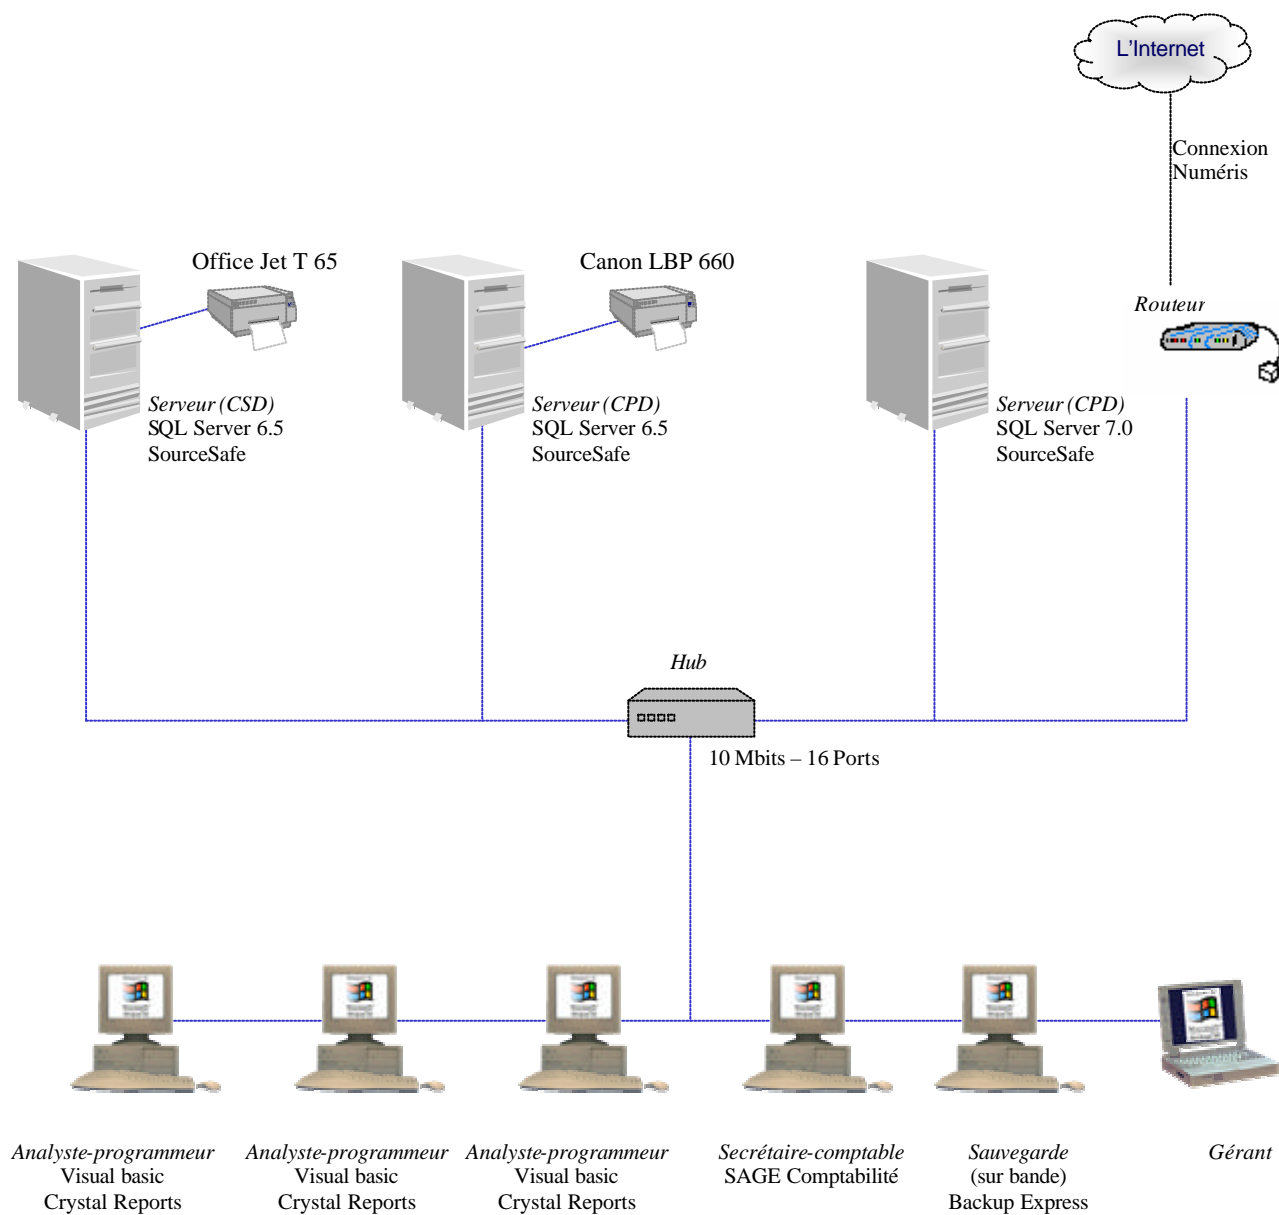 L'Internet
Connexion
Numéris
Office Jet T 65
Canon LBP 660
Routeur
Serveur (CSD)
SQL Server 6.5
SourceSafe
Serveur (CPD)
SQL Server 6.5
SourceSafe
Serveur (CPD)
SQL Server 7.0
SourceSafe
Hub
10 Mbits – 16 Ports
Analyste-programmeur
Visual basic
Crystal Reports
Analyste-programmeur
Visual basic
Crystal Reports
Analyste-programmeur
Visual basic
Crystal Reports
Secrétaire-comptable
SAGE Comptabilité
Sauvegarde
(sur bande)
Backup Express
Gérant